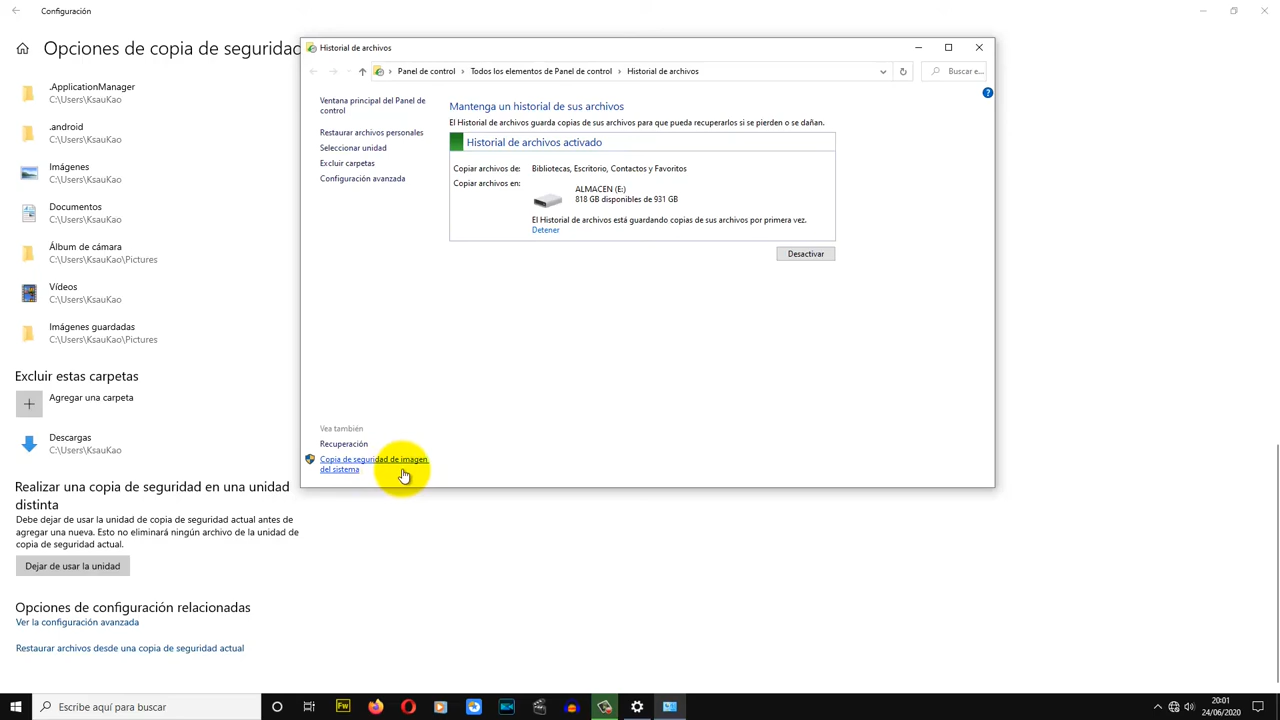 Configuración
Opciones de copia de seguridad
.ApplicationManager
C:\Users\KsauKao
.android
C:\Users\KsauKao
Imágenes
C:\Users\KsauKao
Documentos
C:\Users\KsauKao
Álbum de cámara
C:\Users\KsauKao\Pictures
Vídeos
C:\Users\KsauKao
Imágenes guardadas
C:\Users\KsauKao\Pictures
Excluir estas carpetas
Agregar una carpeta
Descargas
C:\Users\KsauKao
Realizar una copia de seguridad en una unidad
distinta
Debe dejar de usar la unidad de copia de seguridad actual antes de
agregar una nueva. Esto no eliminará ningún archivo de la unidad de
copia de seguridad actual.
Dejar de usar la unidad
Opciones de configuración relacionadas
Ver la configuración avanzada
Restaurar archivos desde una copia de seguridad actual
Historial de archivos
Panel de control
Todos los elementos de Panel de control
Historial de archivos
Buscar e...
Ventana principal del Panel de
control
Restaurar archivos personales
Seleccionar unidad
Excluir carpetas
Configuración avanzada
Vea también
Recuperación
Copia de seguridad de imagen
del sistema
Mantenga un historial de sus archivos
El Historial de archivos guarda copias de sus archivos para que pueda recuperarlos si se pierden o se dañan.
Historial de archivos activado
Copiar archivos de: Bibliotecas, Escritorio, Contactos y Favoritos
Copiar archivos en: ALMACEN (E:)
818 GB disponibles de 931 GB
El Historial de archivos está guardando copias de sus archivos por primera vez.
Detener
Desactivar
Escribe aquí para buscar
Fw
20:01
24/06/2020